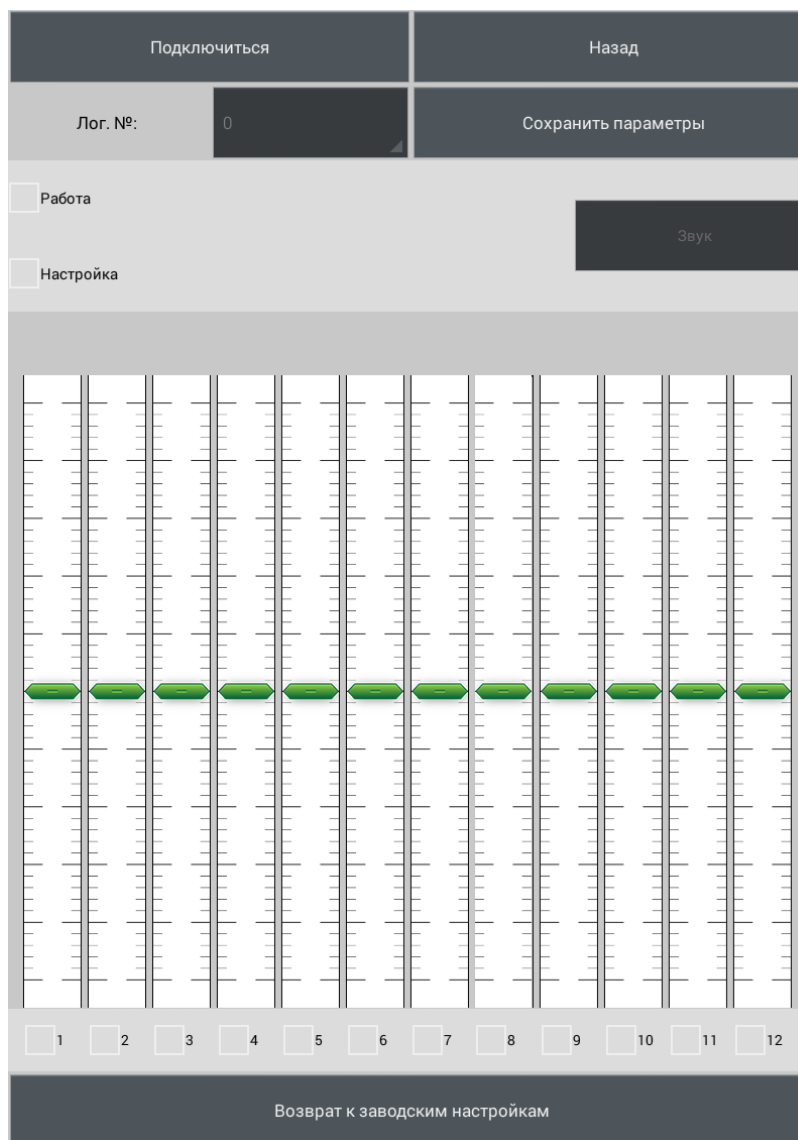 Подключиться
Назад
Лог. №:
0
Сохранить параметры
Работа
Звук
Настройка
1 2 3 4 5 6 7 8 9 10 11 12
Возврат к заводским настройкам